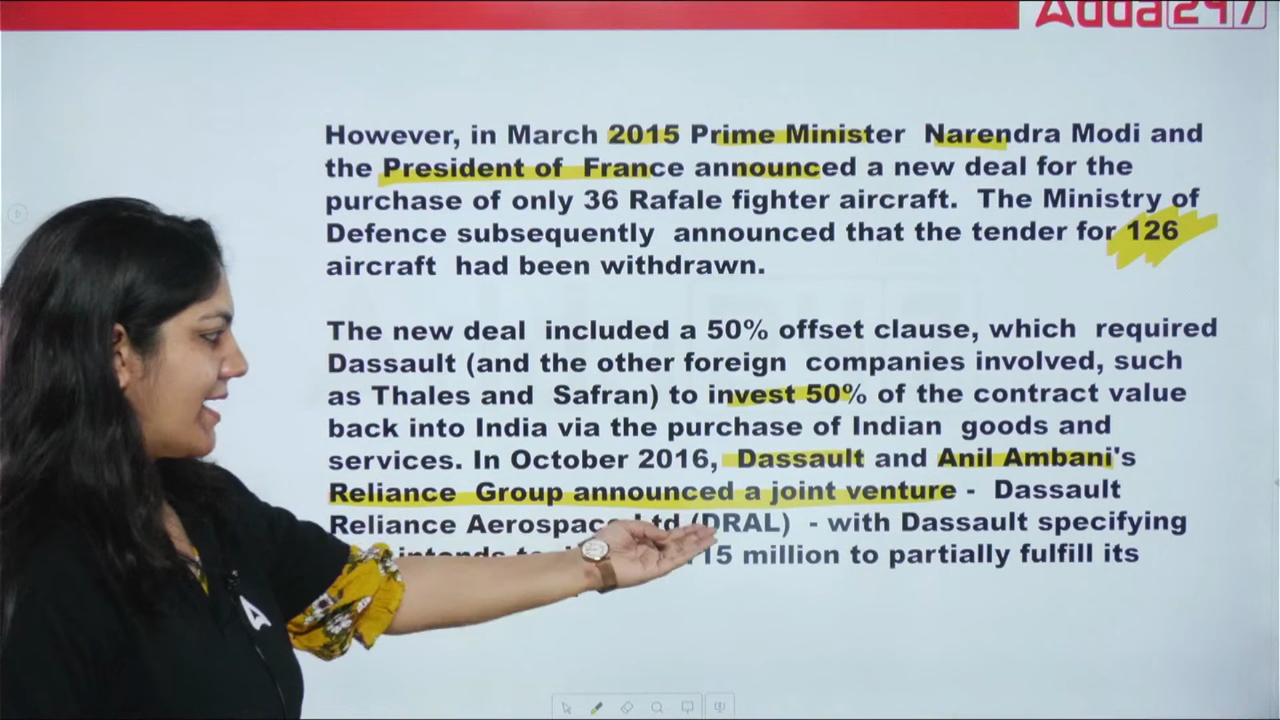 Adda247
However, in March 2015 Prime Minister Narendra Modi and
the President of France announced a new deal for the
purchase of only 36 Rafale fighter aircraft. The Ministry of
Defence subsequently announced that the tender for 126
aircraft had been withdrawn.
The new deal included a 50% offset clause, which required
Dassault (and the other foreign companies involved, such
as Thales and Safran) to invest 50% of the contract value
back into India via the purchase of Indian goods and
services. In October 2016, Dassault and Anil Ambani's
Reliance Group announced a joint venture - Dassault
Reliance Aerospace Ltd (DRAL) - with Dassault specifying
intends 15 million to partially fulfill its